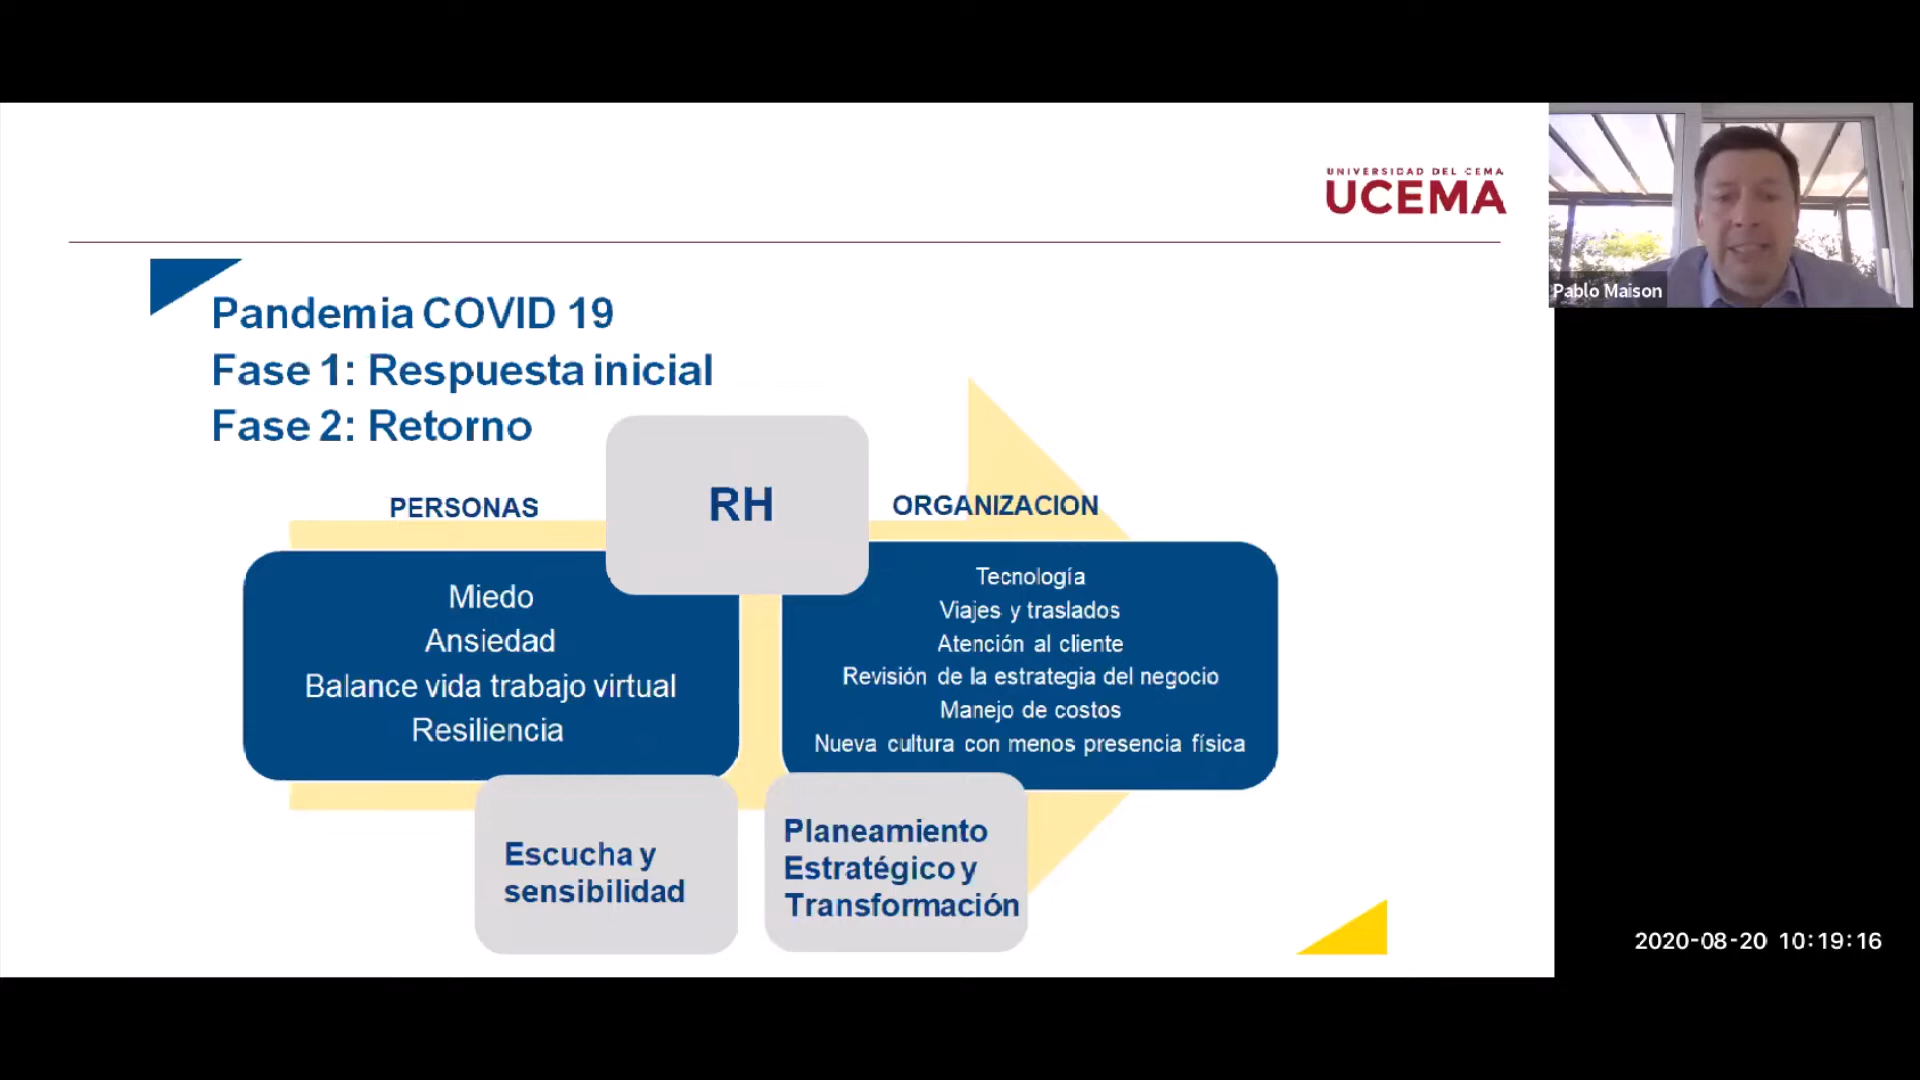 UNIVERSIDAD DEL CEMA
UCEMA
Pablo Maison
Pandemia COVID 19
Fase 1: Respuesta inicial
Fase 2: Retorno
RH
PERSONAS
ORGANIZACION
Miedo
Ansiedad
Balance vida trabajo virtual
Resiliencia
Tecnología
Viajes y traslados
Atención al cliente
Revisión de la estrategia del negocio
Manejo de costos
Nueva cultura con menos presencia física
Escucha y
sensibilidad
Planeamiento
Estratégico y
Transformación
2020-08-20 10:19:16